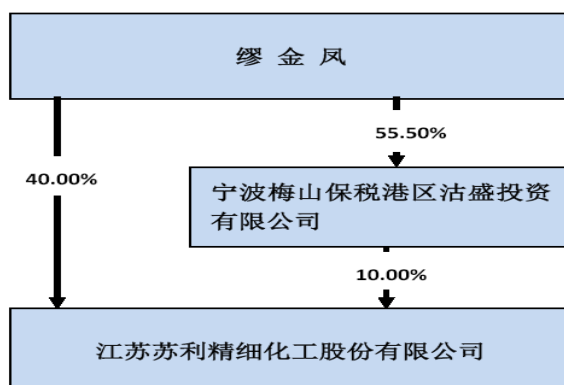 缪金凤
55.50%
40.00%
宁波梅山保税港区沽盛投资
有限公司
10.00%
江苏苏利精细化工股份有限公司